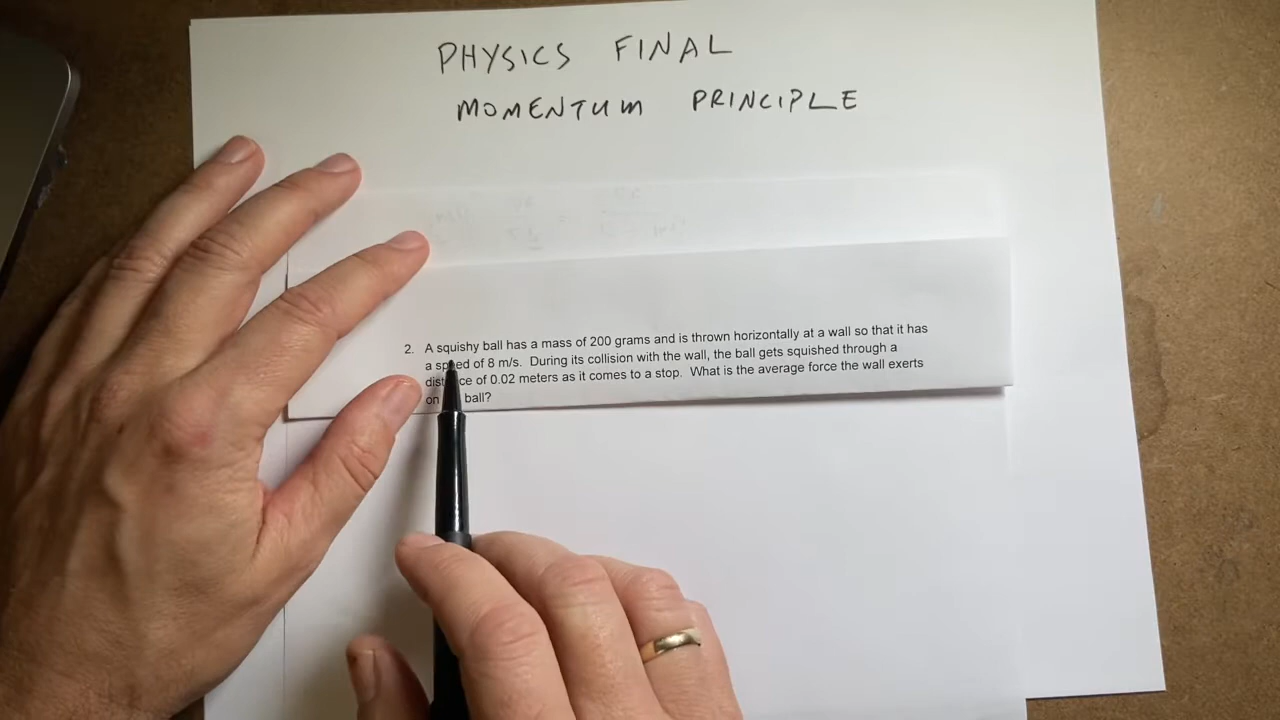 PHYSICS FINAL
MOMENTUM PRINCIPLE
2. A squishy ball has a mass of 200 grams and is thrown horizontally at a wall so that it has
a speed of 8 m/s. During its collision with the wall, the ball gets squished through a
distance of 0.02 meters as it comes to a stop. What is the average force the wall exerts
on ball?